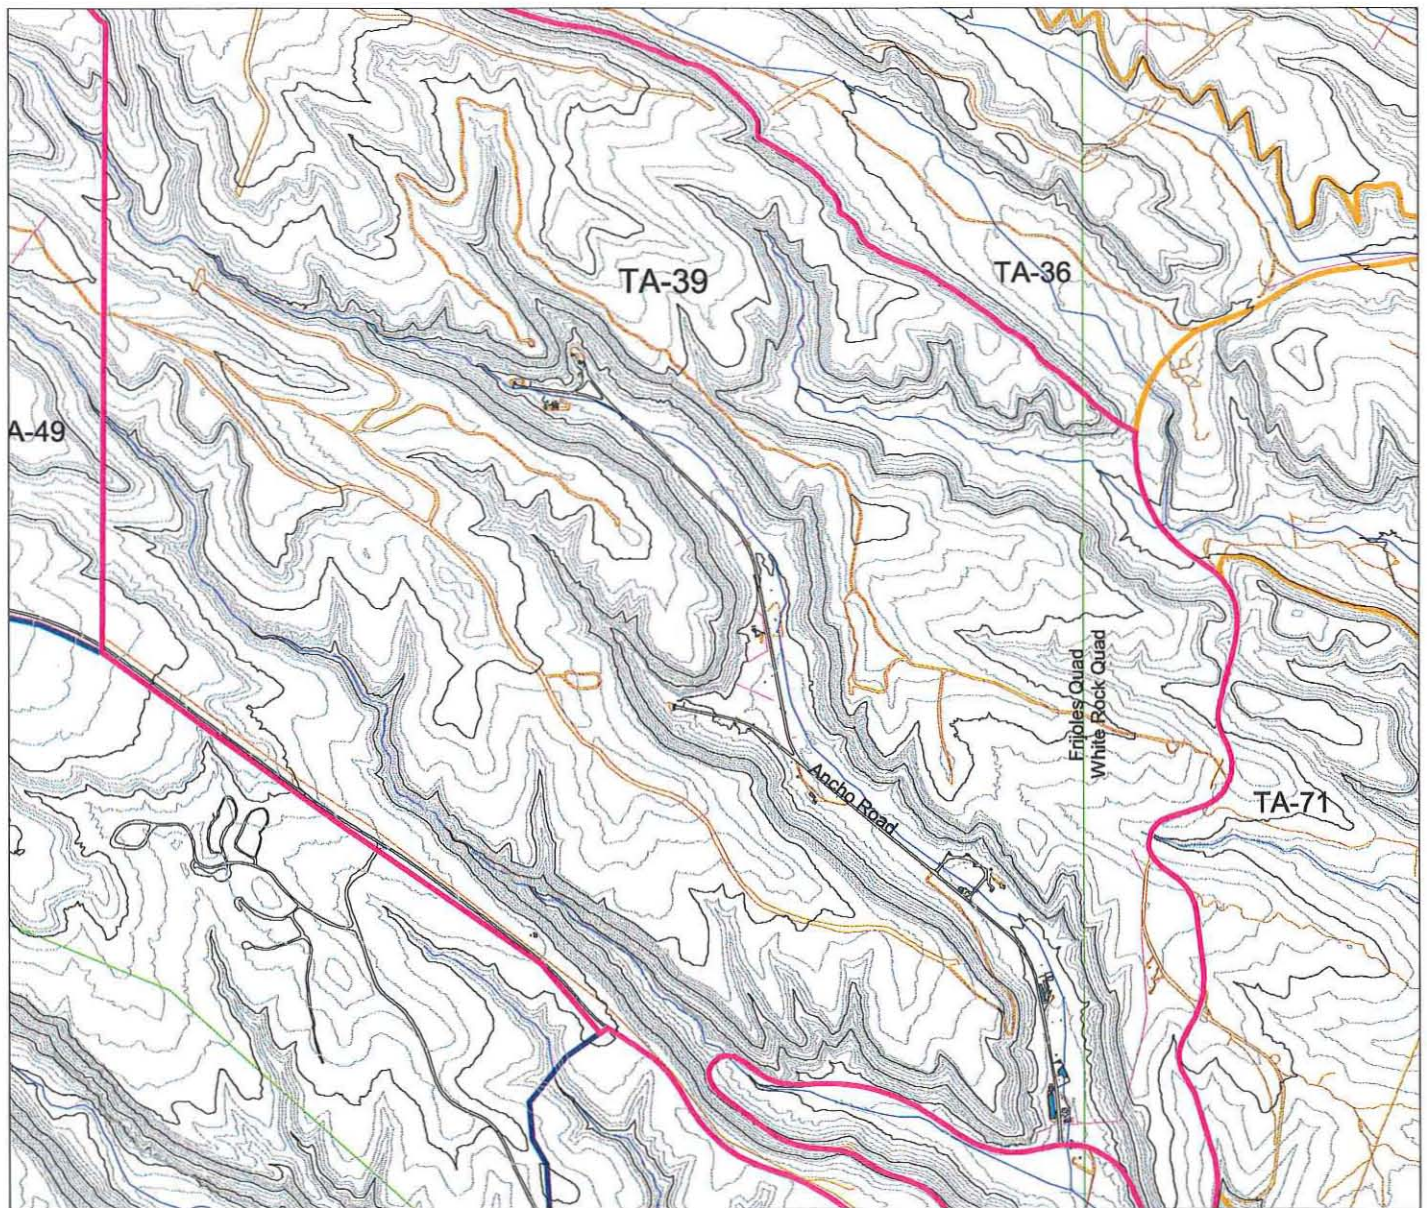 TA-39
TA-36
A-49
Frijoles Quad
White Rock Quad
Ancho Road
TA-71